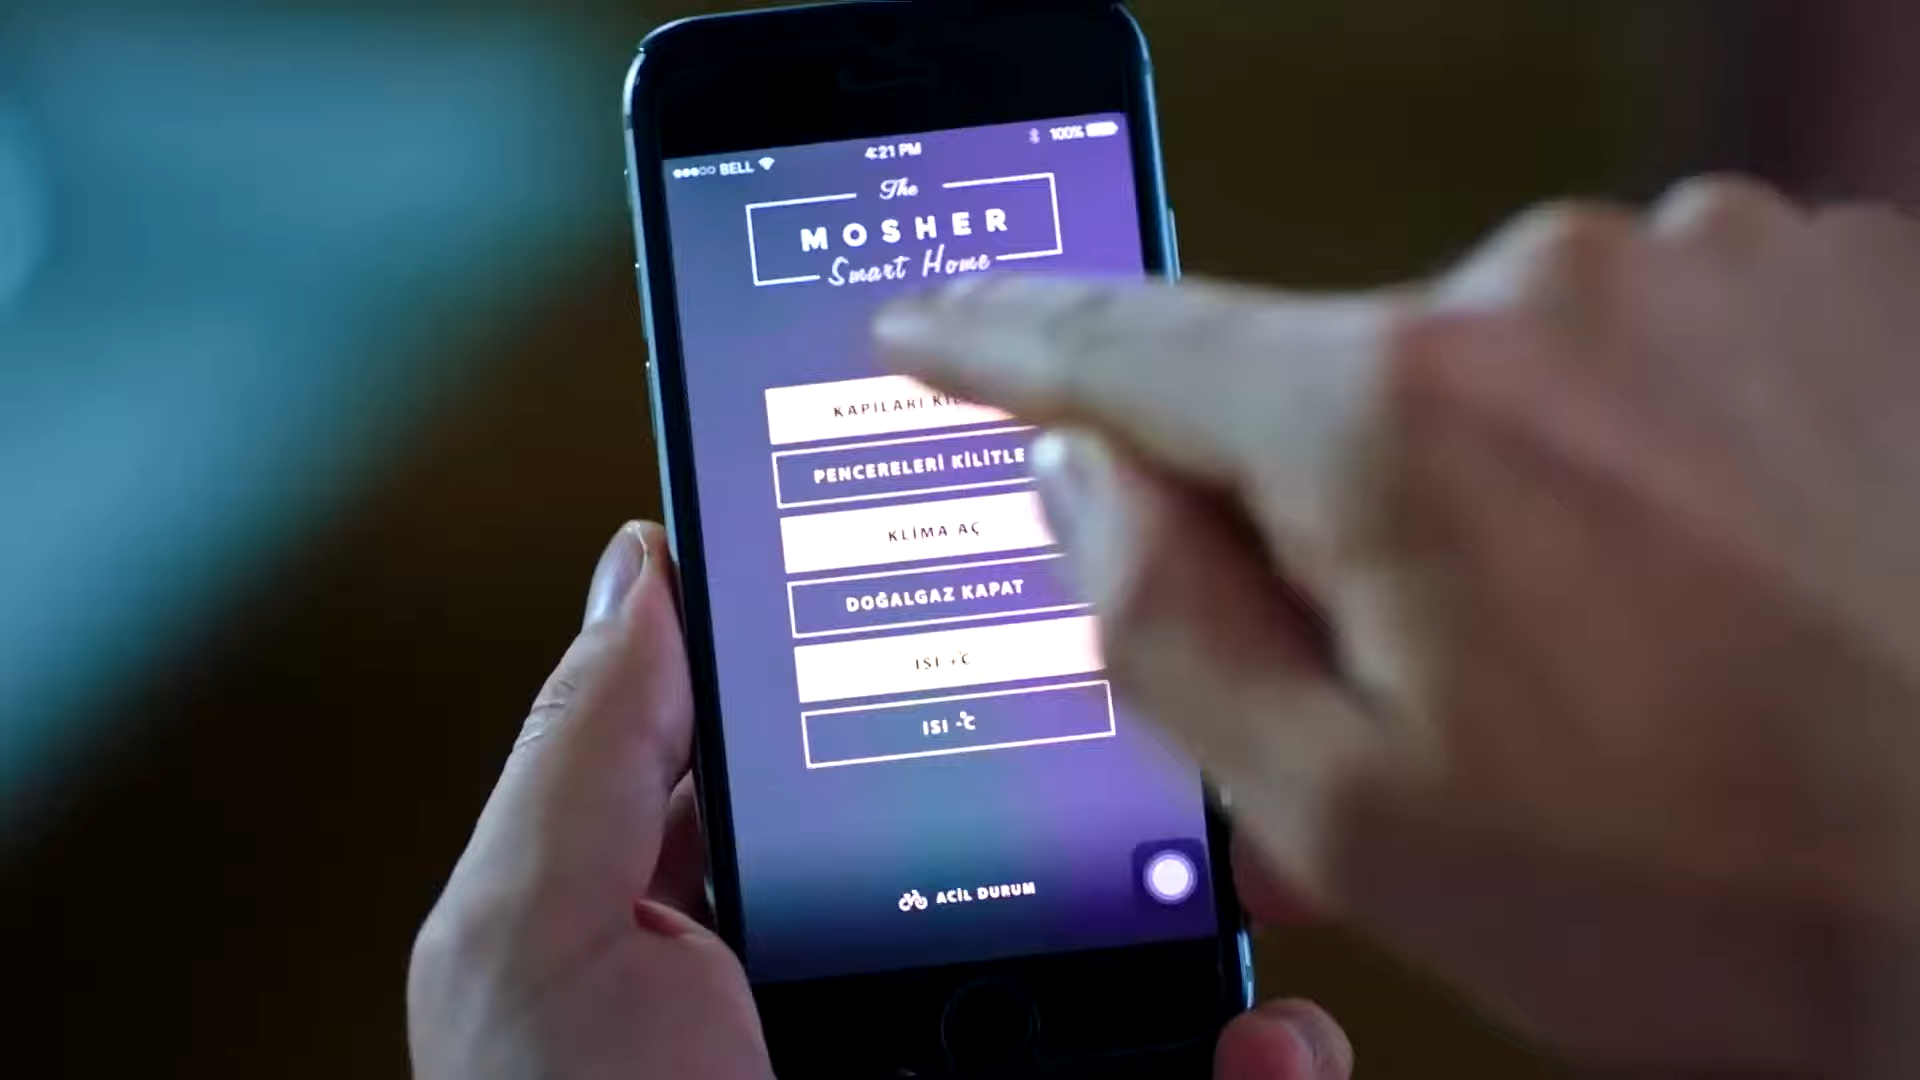 BELL 4:21 PM 100%
The
MOSHER
Smart Home
KAPILARI
PENCERELERİ KİLİTLE
KLİMA AÇ
DOĞALGAZ KAPAT
ISI +°C
ISI -°C
ACİL DURUM